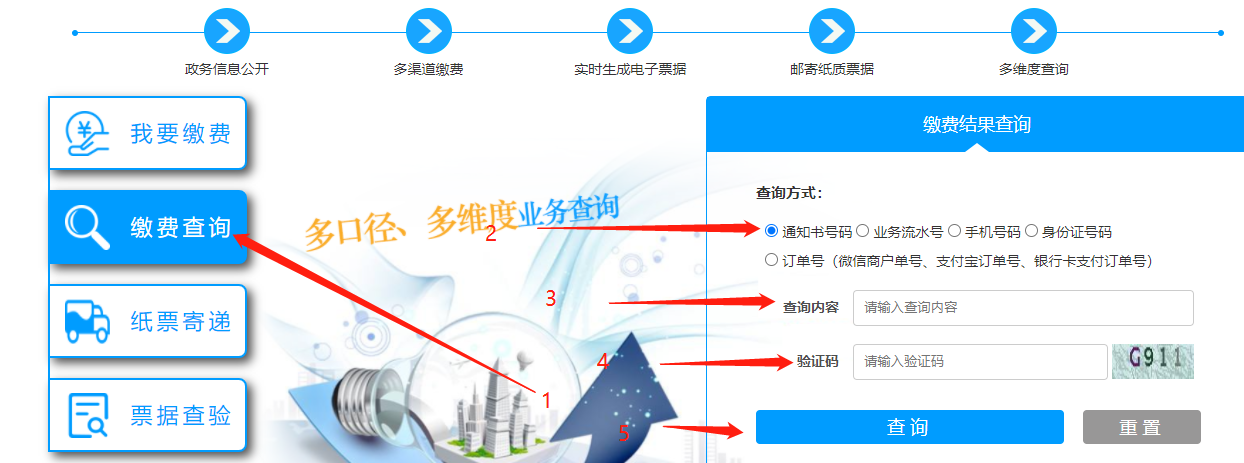 政务信息公开
多渠道缴费
实时生成电子票据
邮寄纸质票据
多维度查询
我要缴费
缴费查询
纸票寄递
票据查验
多口径、多维度业务查询
1
2
3
4
5
缴费结果查询
查询方式：
通知书号码 业务流水号 手机号码 身份证号码
订单号（微信商户单号、支付宝订单号、银行卡支付订单号）
查询内容 请输入查询内容
验证码 请输入验证码 G911
查询 重置